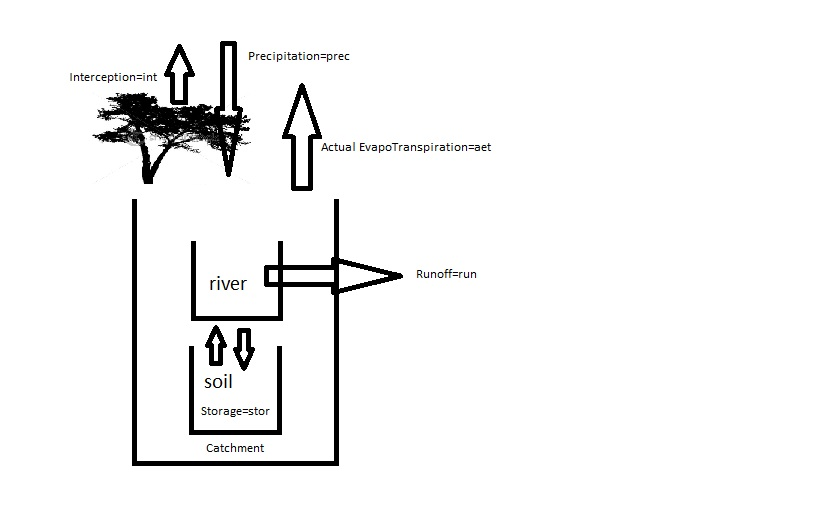 Precipitation=prec
Interception=int
Actual EvapoTranspiration=aet
Runoff=run
river
soil
Storage=stor
Catchment